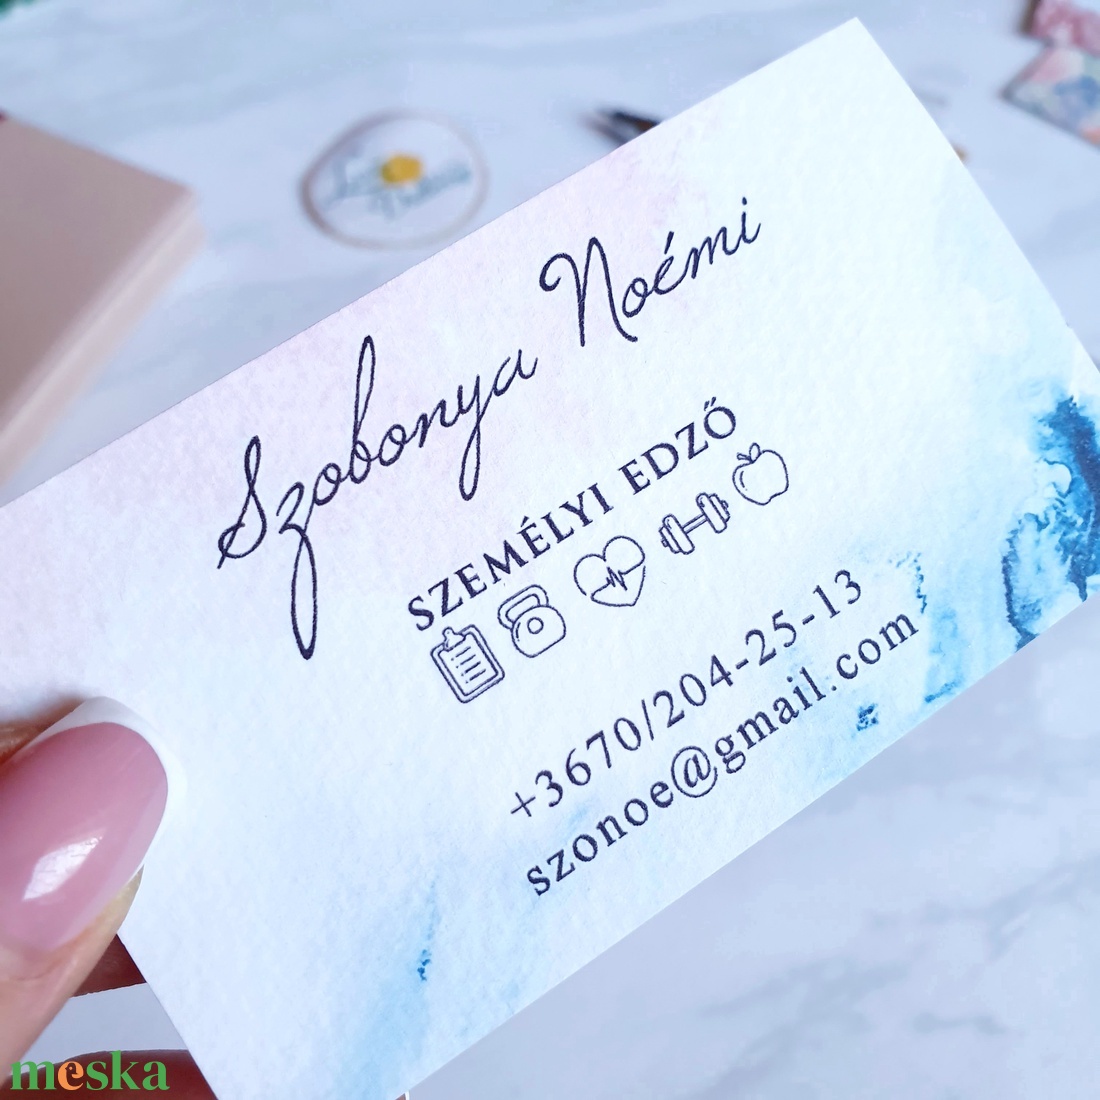 Szobonya Noémi
SZEMÉLYI EDZŐ
+3670/204-25-13
szonoe@gmail.com
meska